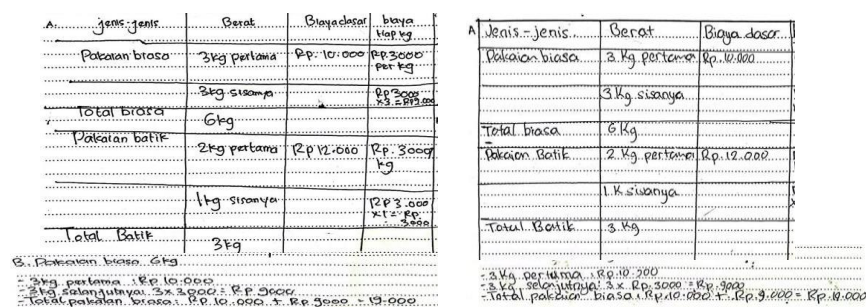 A. jenis-jenis Berat Biaya dasar biaya tiap kg
Pakaian biasa 3kg pertama Rp. 10.000 Rp.3000 per kg
3kg sisanya Rp3000 x3 = Rp9.000
Total biasa 6kg
Pakaian batik 2kg pertama Rp 12.000 Rp. 3000 kg
1kg sisanya Rp3.000 x1 = Rp. 3.000
Total Batik 3kg
B. Pakaian biasa 6kg
- 3kg pertama : Rp 10.000
- 3kg selanjutnya: 3x3.000 = Rp 9000
- Total pakaian biasa: Rp 10.000 + Rp 9000 = 19.000
A Jenis-jenis.. Berat Biaya dasar
Pakaian biasa 3 Kg pertama Rp. 10.000
3 Kg sisanya
Total biasa 6 Kg
Pakaian Batik 2 Kg pertama Rp. 12.000
1 K sisanya
Total Batik 3 Kg
- 3 Kg pertama : Rp. 10.000
- 3 Kg selanjutnya : 3 x Rp. 3000 = Rp. 9000
- Total pakaian biasa : Rp. 10.000 + Rp. 9.000 = Rp. 19.000